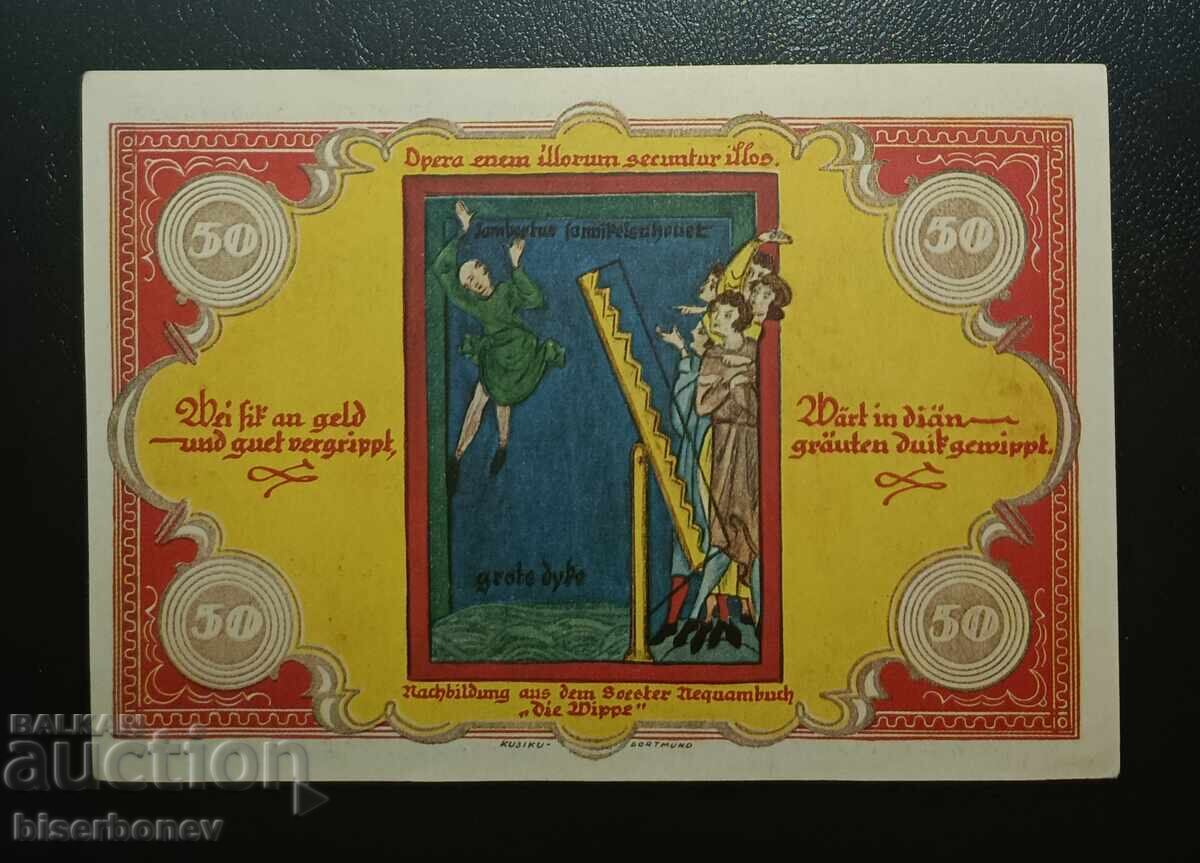 Opera enem illorum secuntur illos.
50
50
Wei sik an geld
und guet vergrippt,
Wärt in diän
gräuten duik gewippt.
grote dyke
50
50
Nachbildung aus dem Soester Nequambuch
„Die Wippe“
KUSIKU - DORTMUND
BALKAN
auction
biserbonev